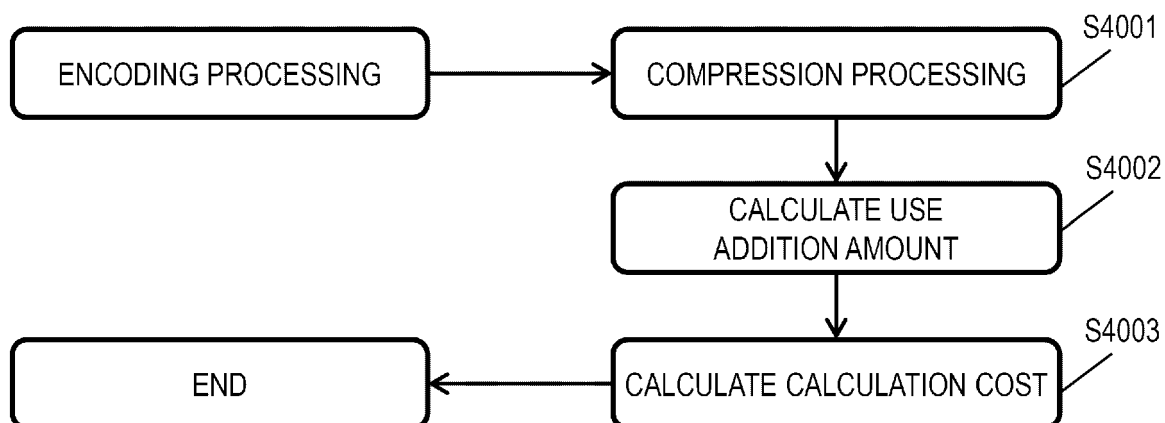 S4001
ENCODING PROCESSING
COMPRESSION PROCESSING
S4002
CALCULATE USE
ADDITION AMOUNT
S4003
END
CALCULATE CALCULATION COST